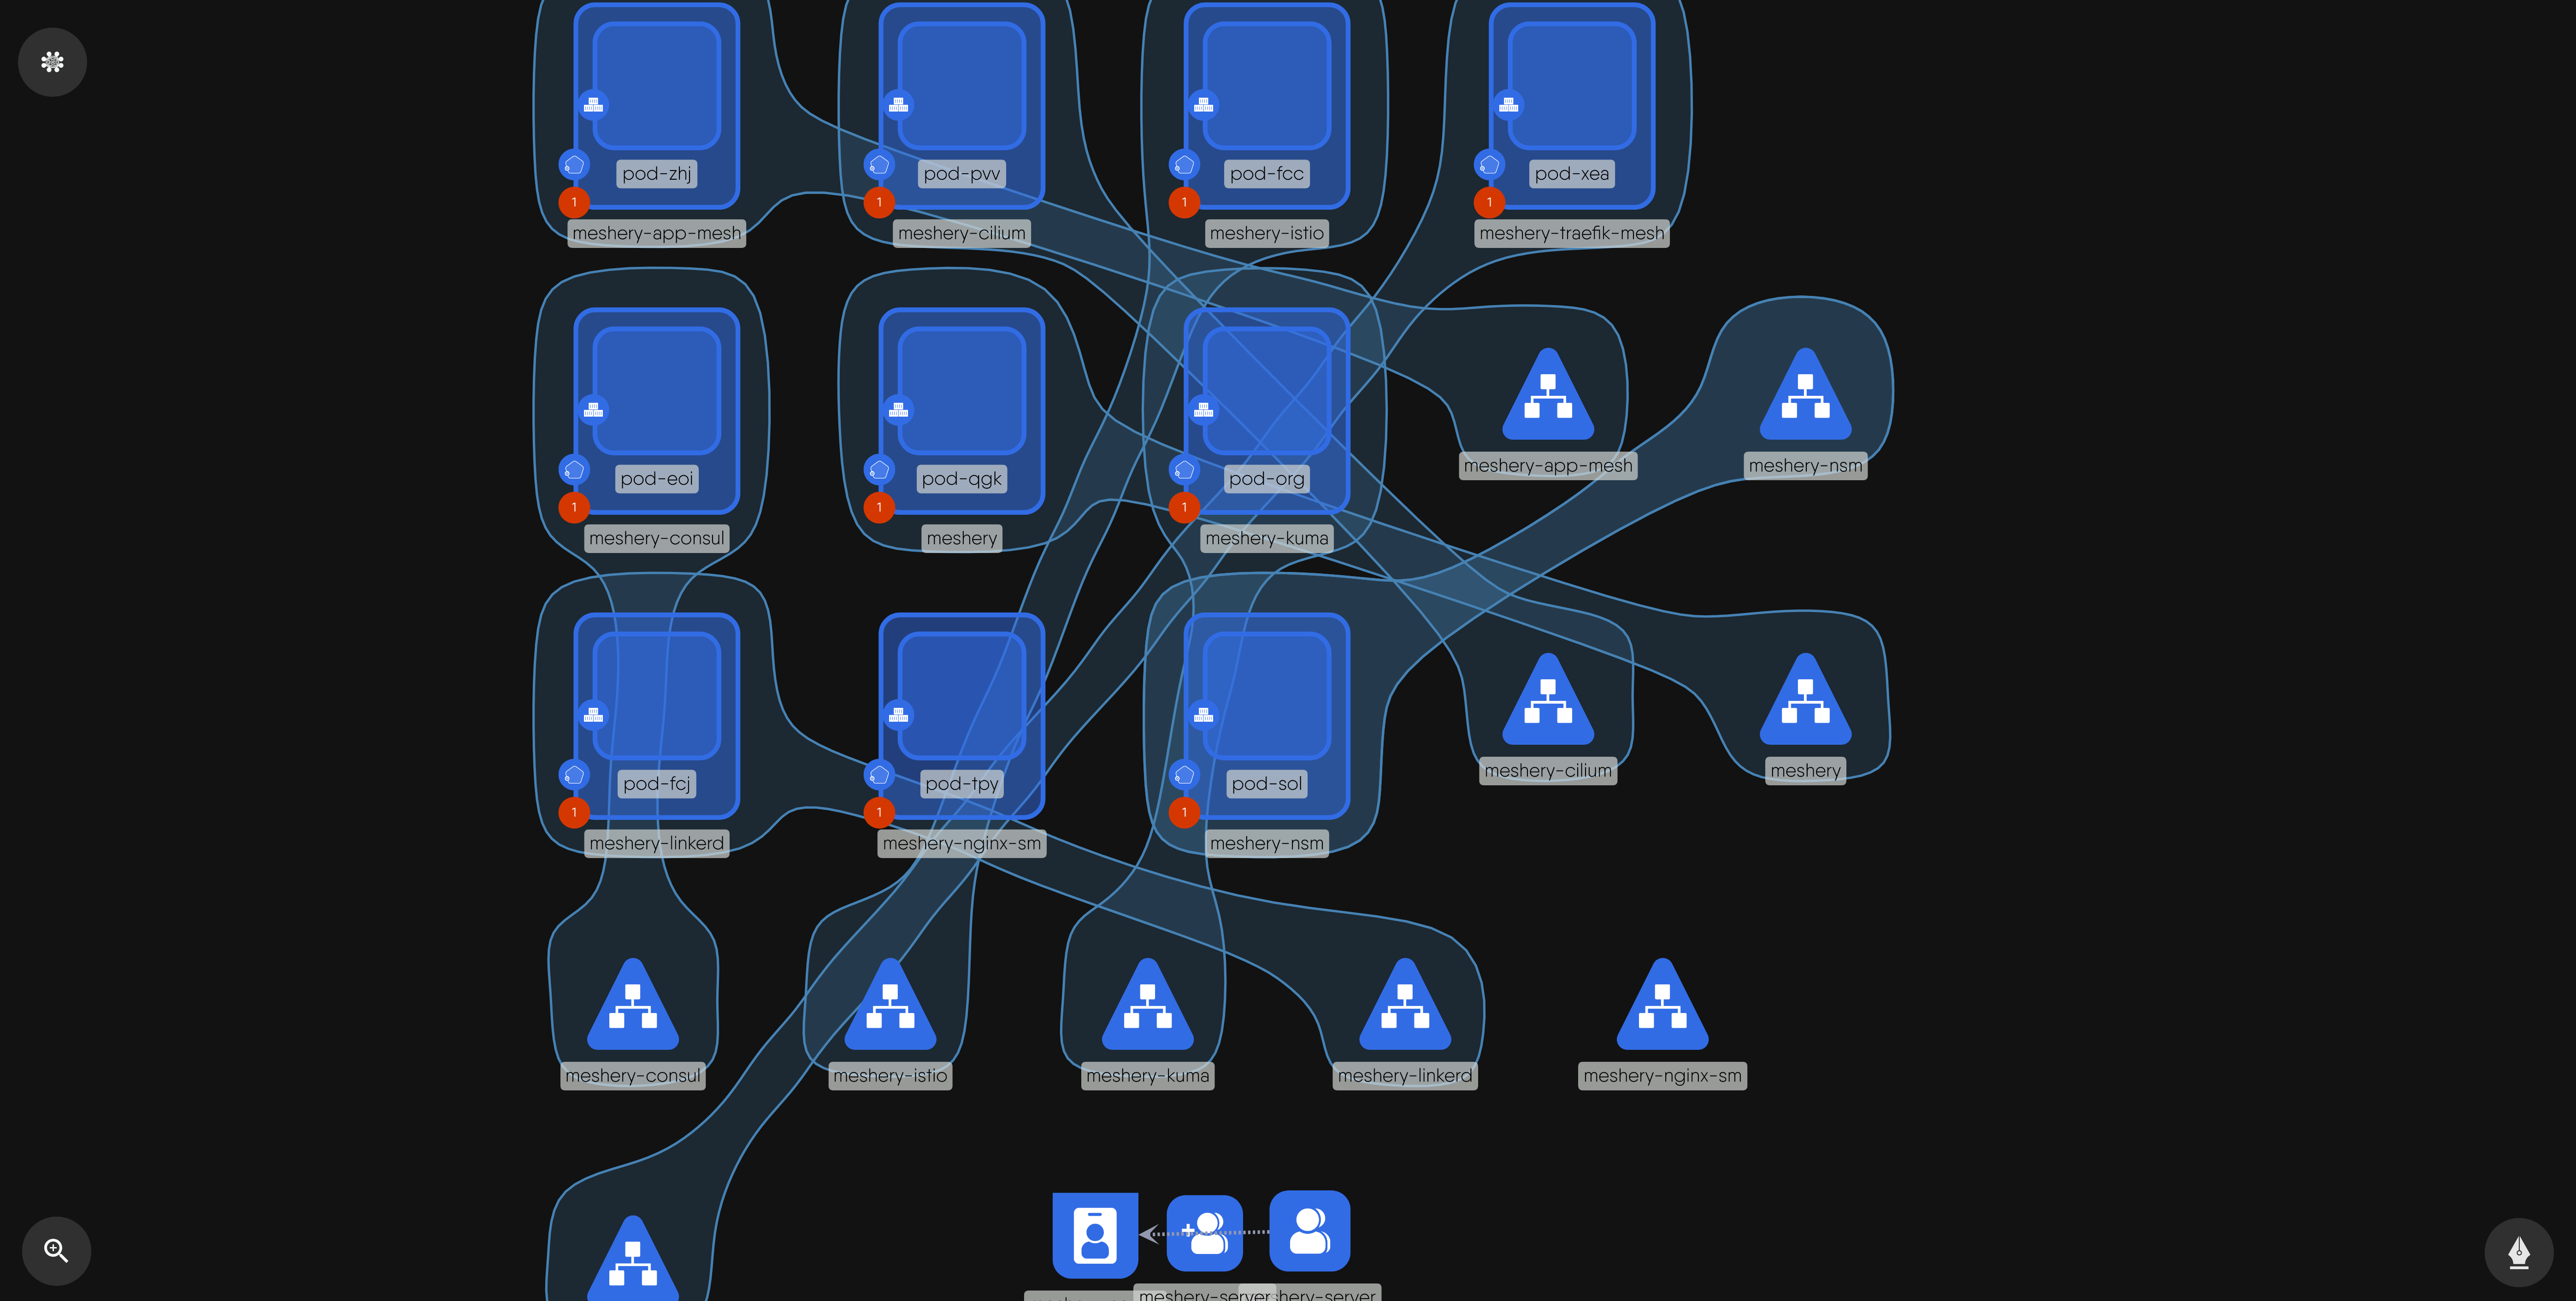 pod-zhj
pod-pvv
pod-fcc
pod-xea
1
1
1
1
meshery-app-mesh
meshery-cilium
meshery-istio
meshery-traefik-mesh
meshery-app-mesh
meshery-nsm
pod-eoi
pod-qgk
pod-org
1
1
1
meshery-consul
meshery
meshery-kuma
pod-fcj
pod-tpy
pod-sol
meshery-cilium
meshery
1
1
1
meshery-linkerd
meshery-nginx-sm
meshery-nsm
meshery-consul
meshery-istio
meshery-kuma
meshery-linkerd
meshery-nginx-sm
meshery-server